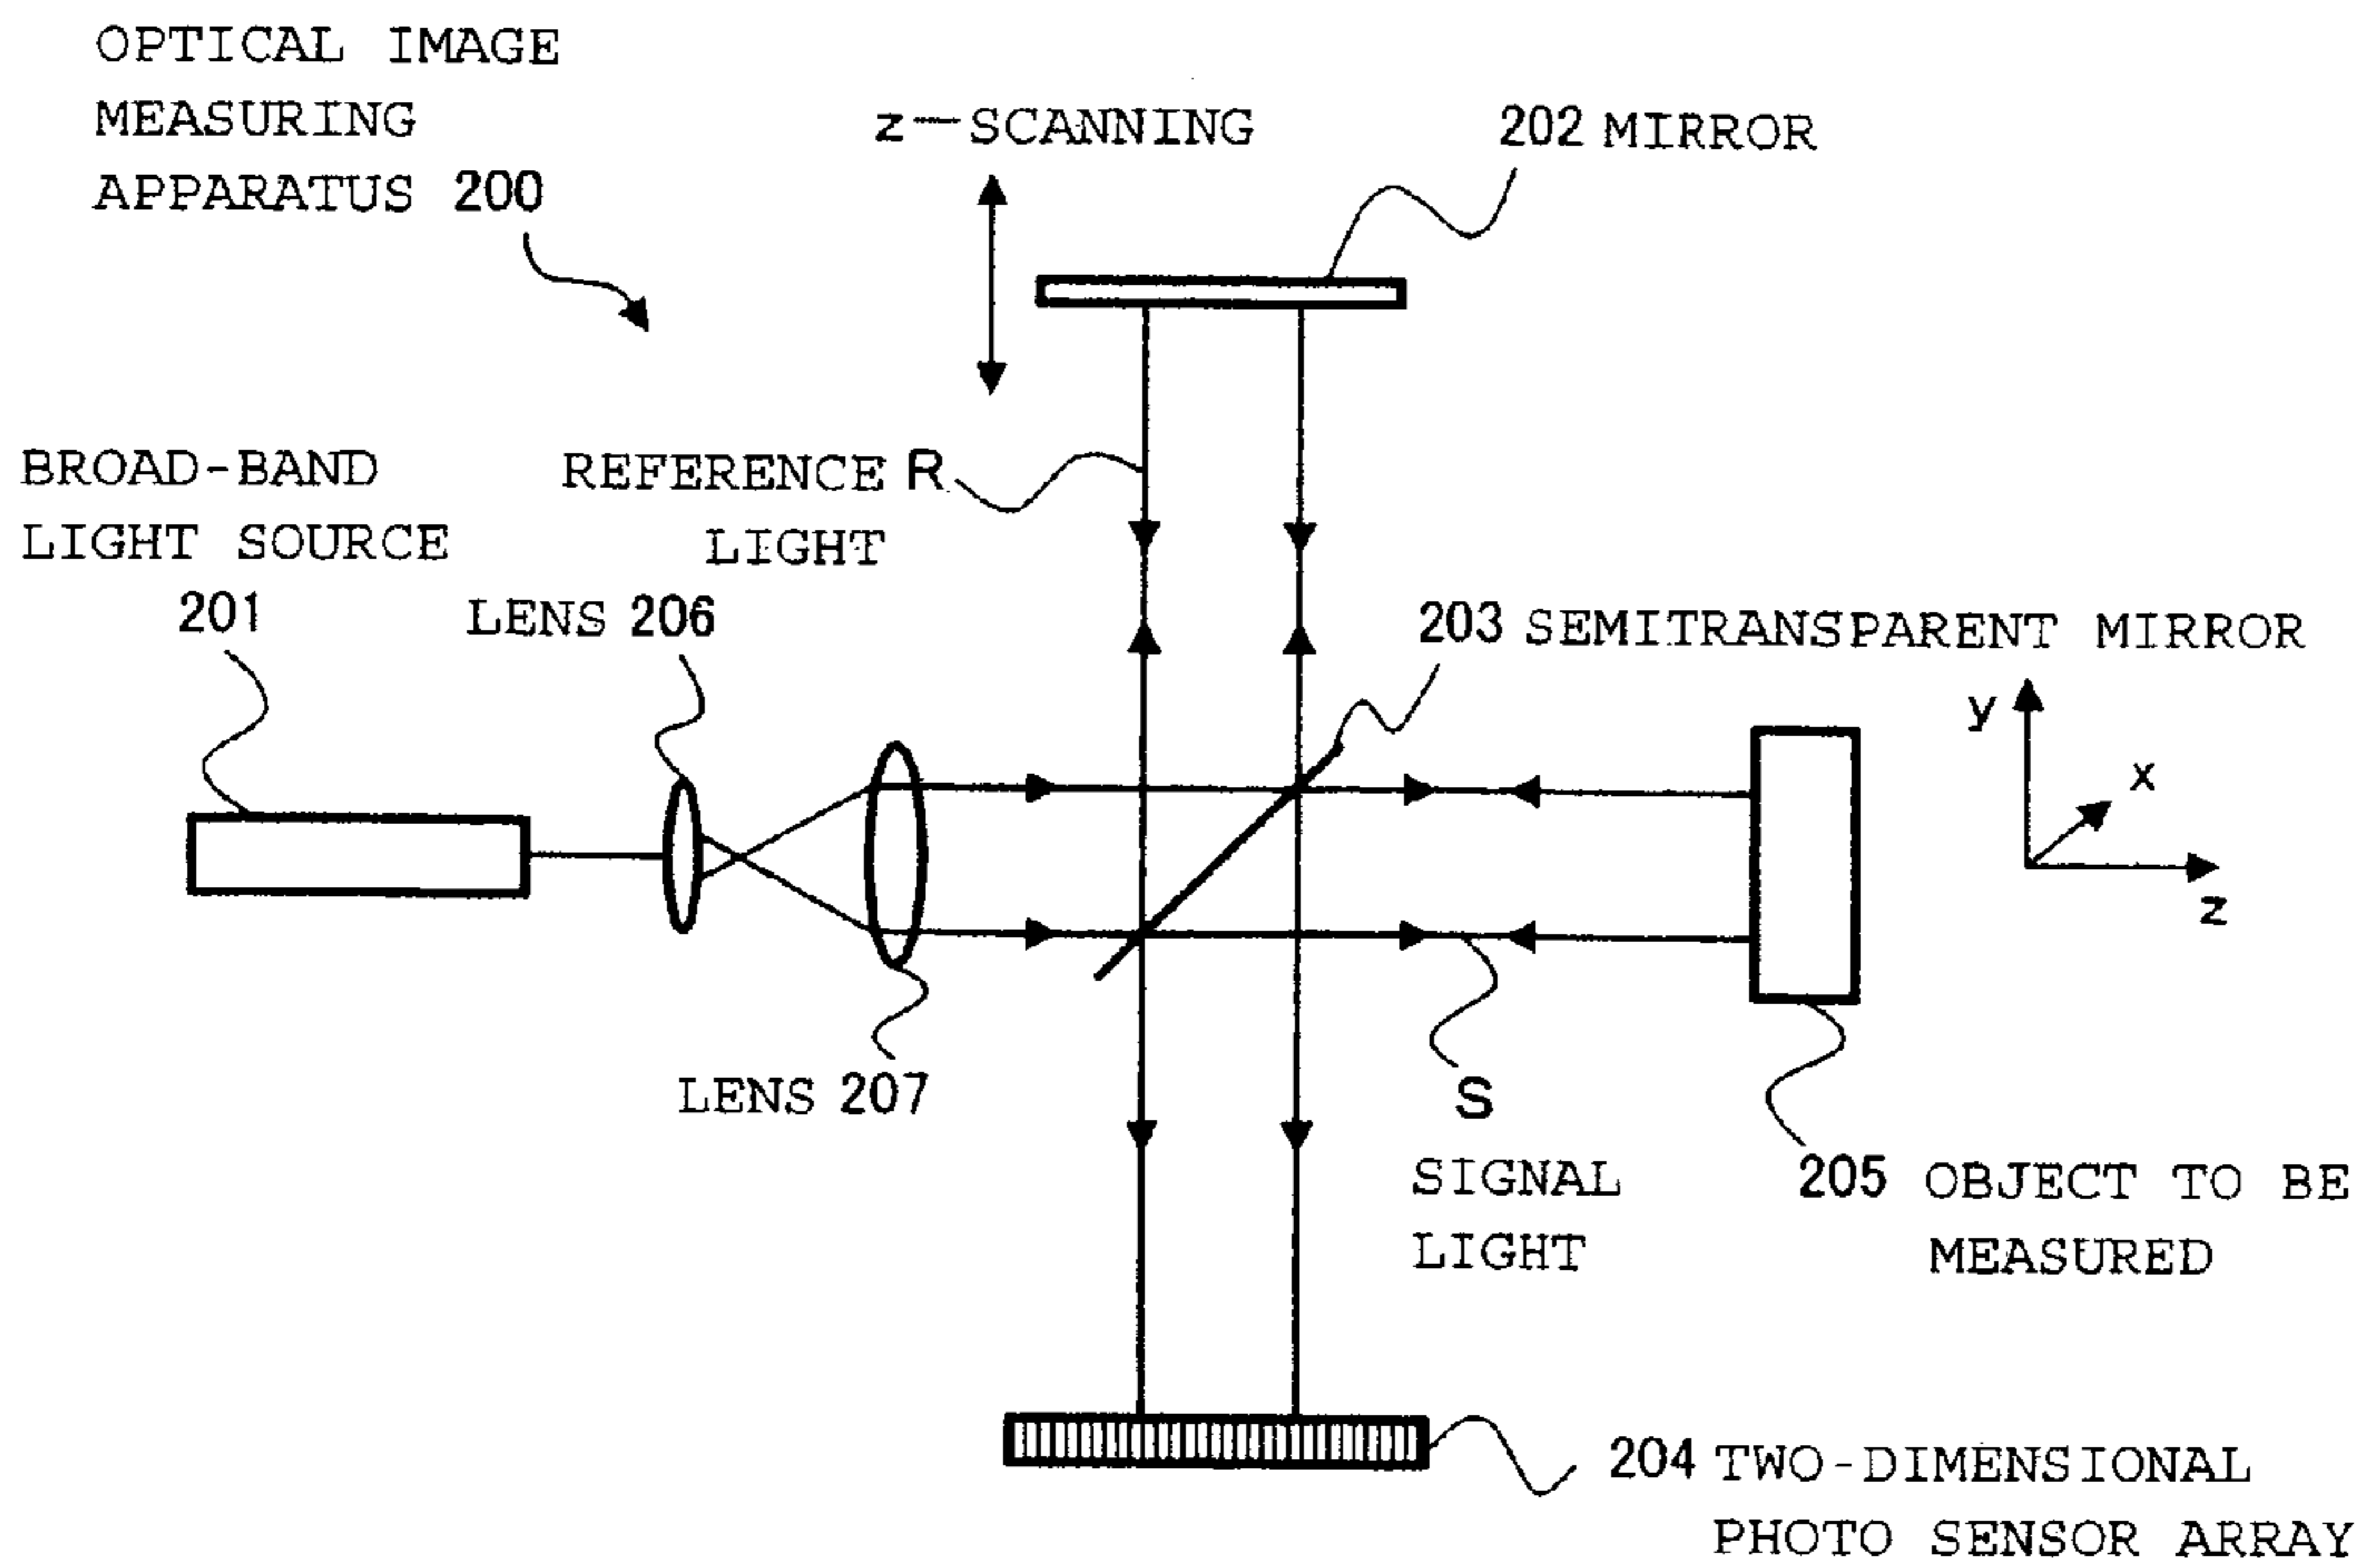 OPTICAL IMAGE
MEASURING
APPARATUS 200
z—SCANNING
202 MIRROR
BROAD-BAND
LIGHT SOURCE
201
REFERENCE R
LIGHT
LENS 206
203 SEMITRANSPARENT MIRROR
y
x
z
LENS 207
S
SIGNAL
LIGHT
205 OBJECT TO BE
MEASURED
204 TWO-DIMENSIONAL
PHOTO SENSOR ARRAY